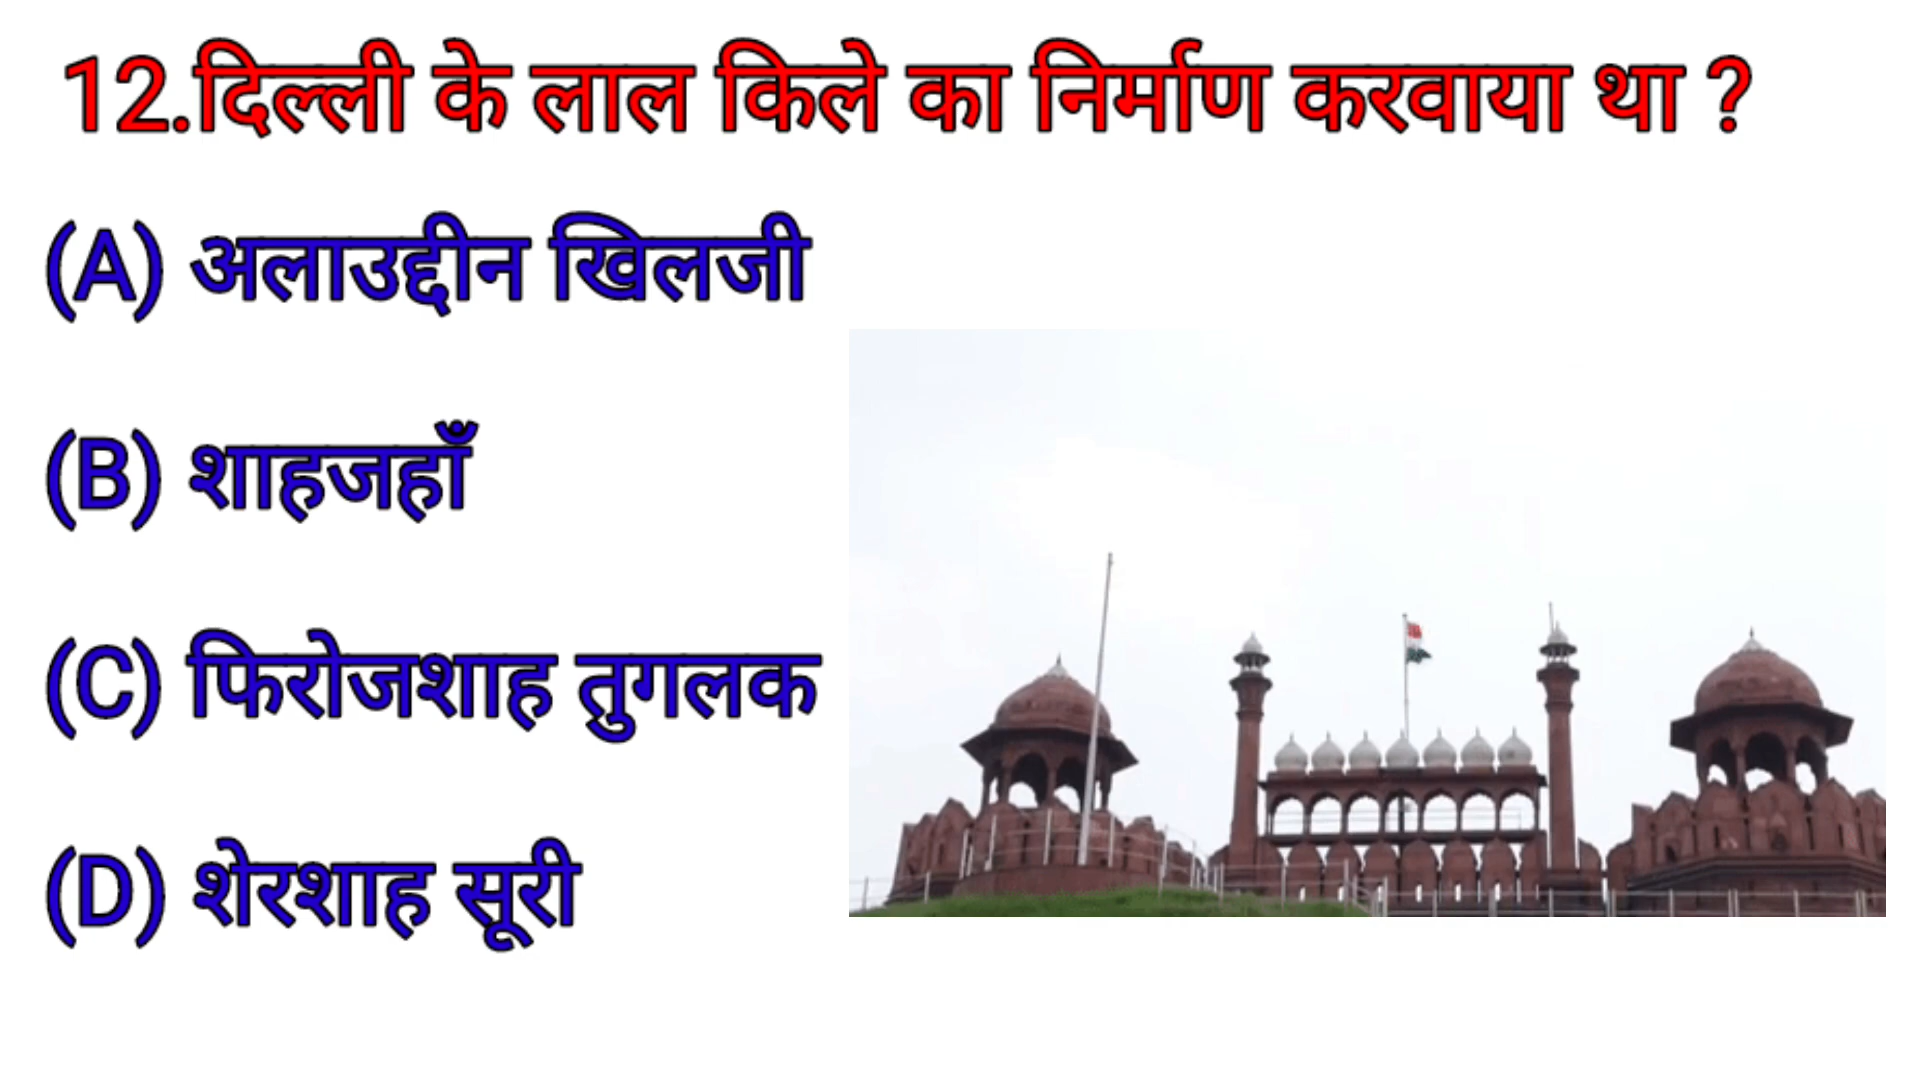 12.दिल्ली के लाल किले का निर्माण करवाया था ?
(A) अलाउद्दीन खिलजी
(B) शाहजहाँ
(C) फिरोजशाह तुगलक
(D) शेरशाह सूरी